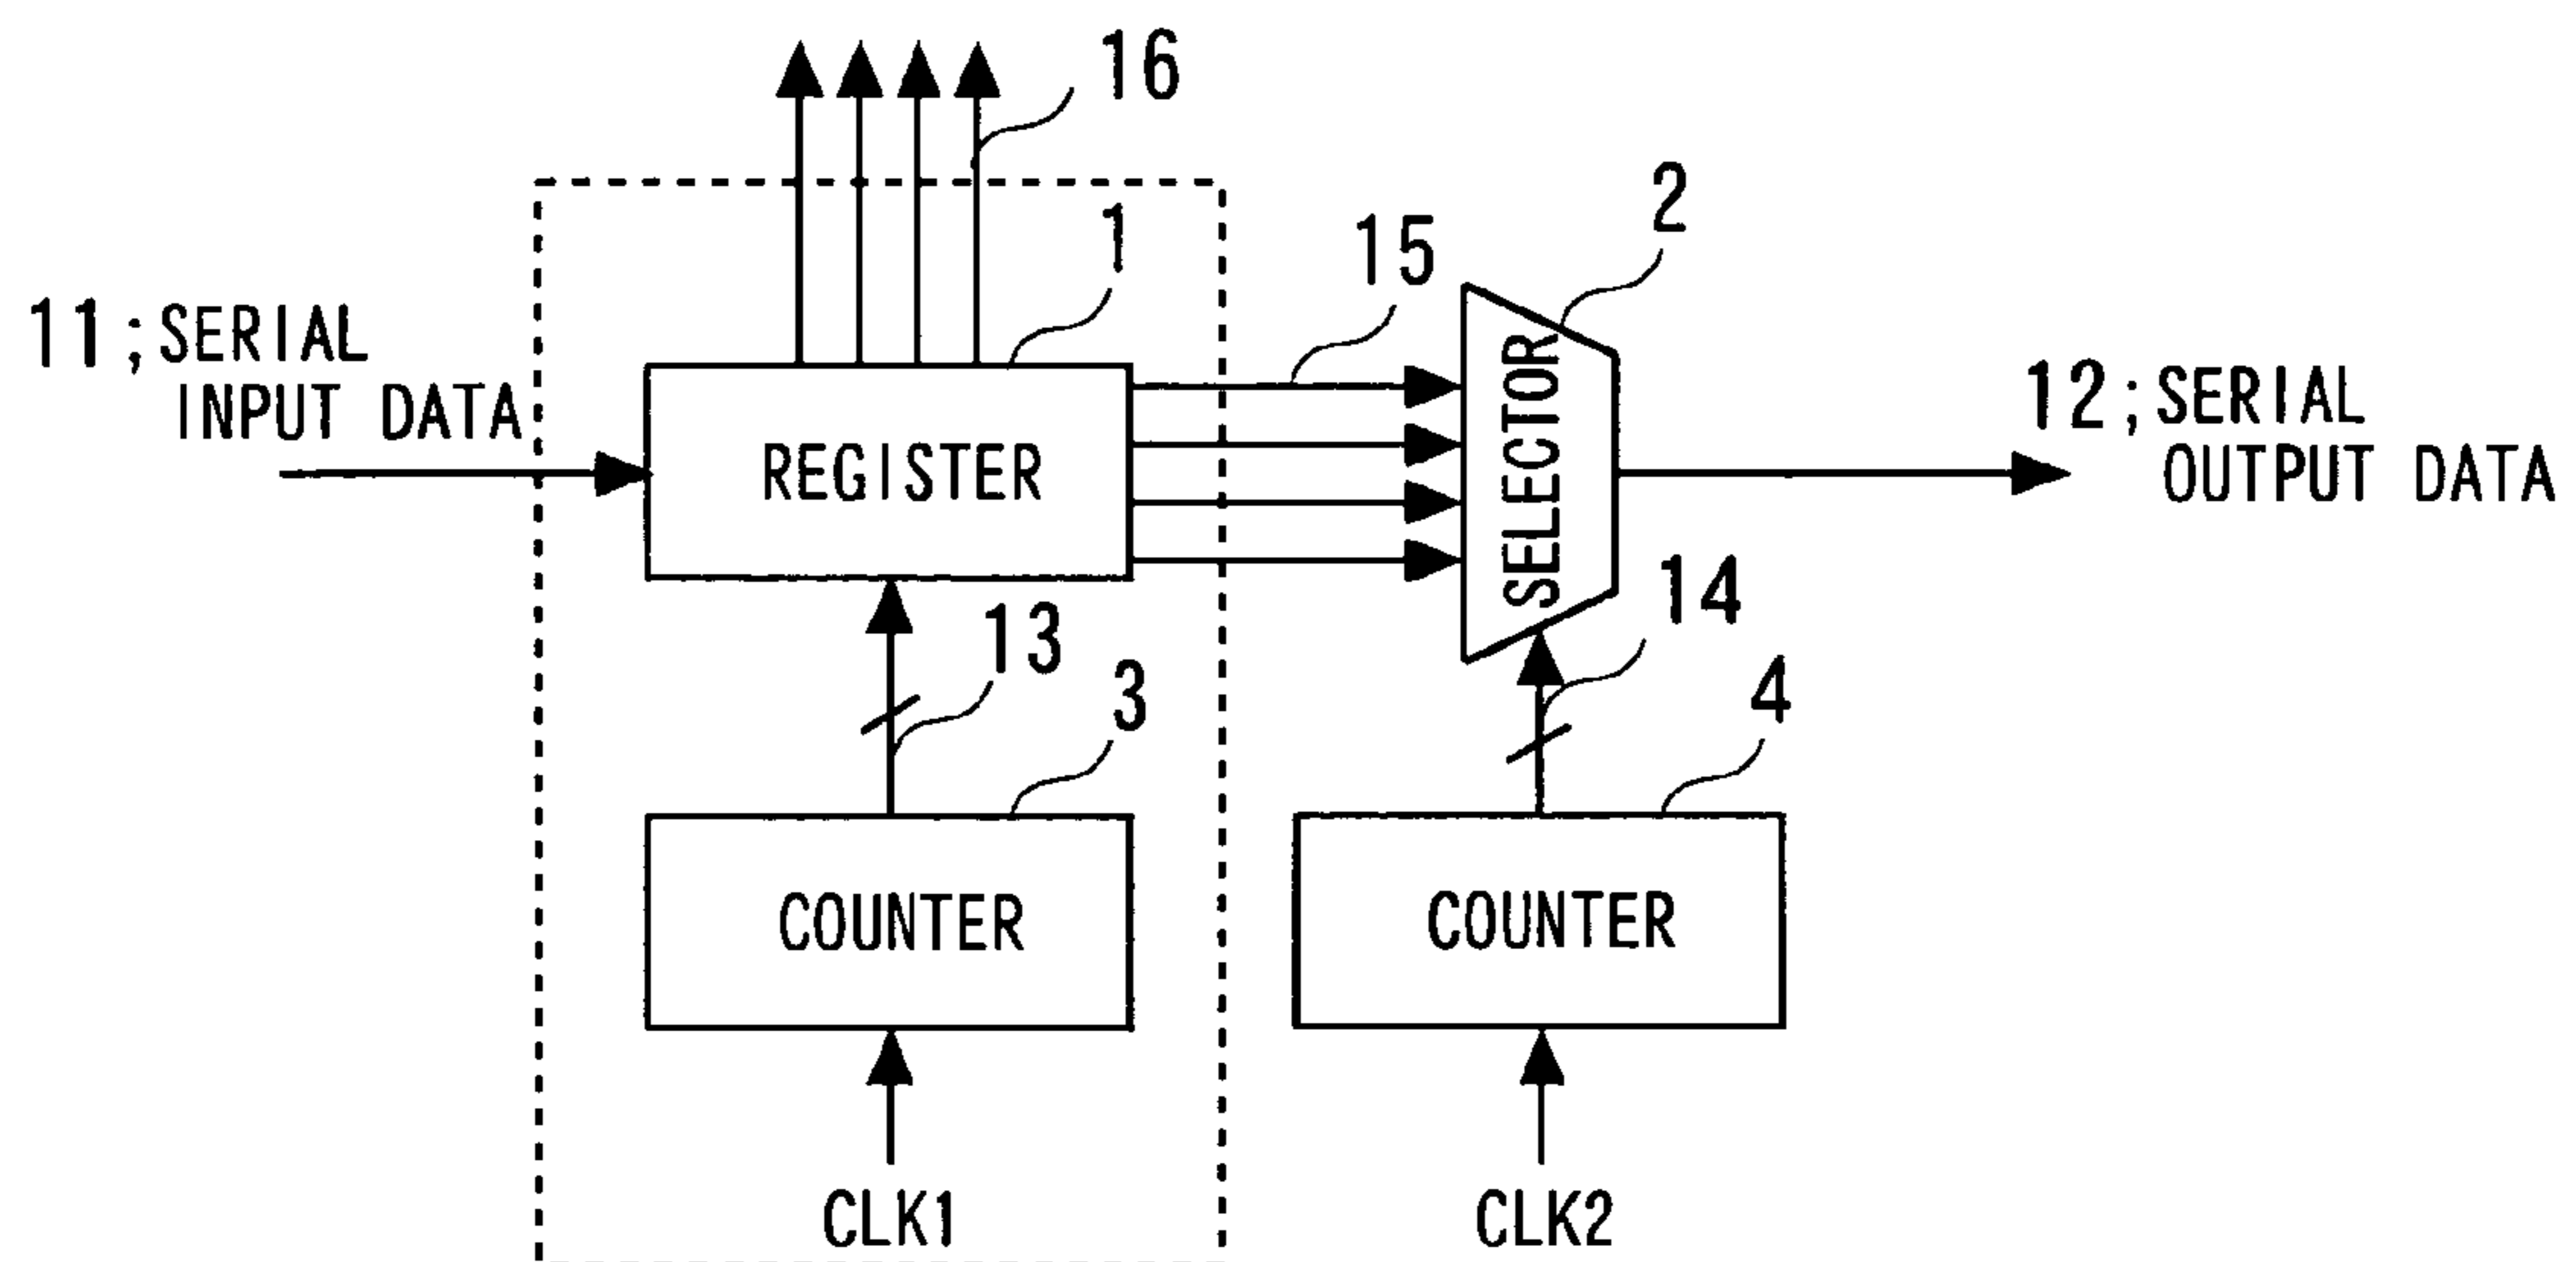 16
1
2
15
11;SERIAL
INPUT DATA
REGISTER
SELECTOR
12;SERIAL
OUTPUT DATA
13
14
3
4
COUNTER
COUNTER
CLK1
CLK2